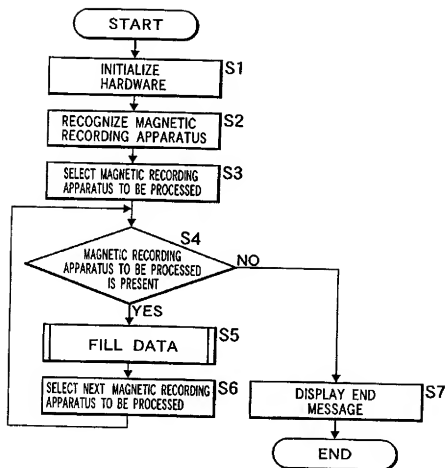 START
INITIALIZE
HARDWARE
S1
RECOGNIZE MAGNETIC
RECORDING APPARATUS
S2
SELECT MAGNETIC RECORDING
APPARATUS TO BE PROCESSED
S3
S4
MAGNETIC RECORDING
APPARATUS TO BE PROCESSED
IS PRESENT
NO
YES
FILL DATA
S5
SELECT NEXT MAGNETIC RECORDING
APPARATUS TO BE PROCESSED
S6
DISPLAY END
MESSAGE
S7
END